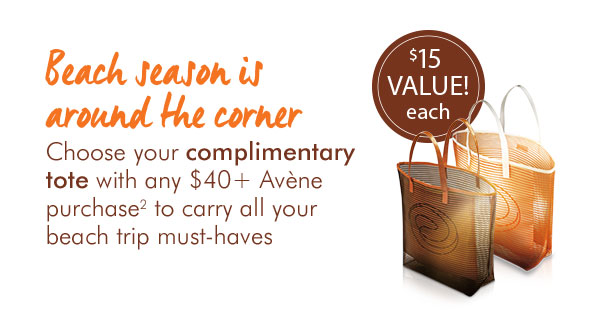 Beach season is
around the corner
Choose your complimentary
tote with any $40+ Avène
purchase² to carry all your
beach trip must-haves
$15
VALUE!
each